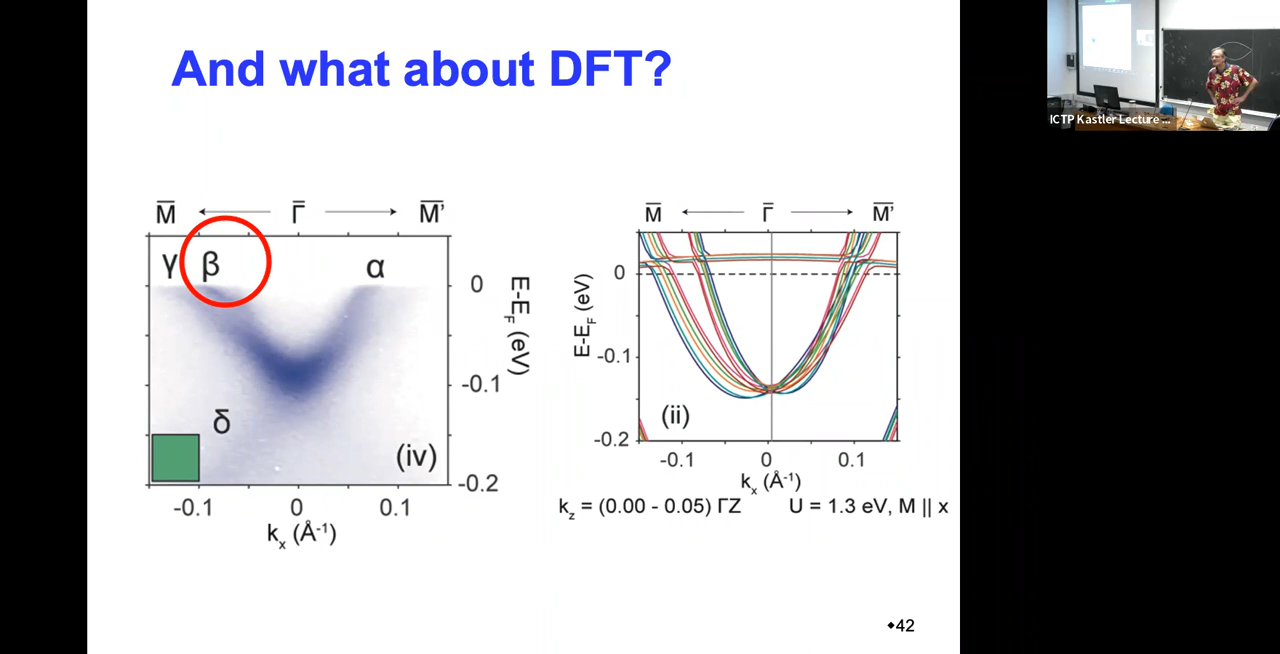 And what about DFT?
M̅ Γ̅ M̅'
γ β α
0
-0.1
-0.2
E-E_F (eV)
δ
(iv)
-0.1 0 0.1
k_x (Å⁻¹)
M̅ Γ̅ M̅'
0
-0.1
-0.2
E-E_F (eV)
(ii)
-0.1 0 0.1
k_x (Å⁻¹)
k_z = (0.00 - 0.05) ΓZ U = 1.3 eV, M || x
42
ICTP Kastler Lecture ...